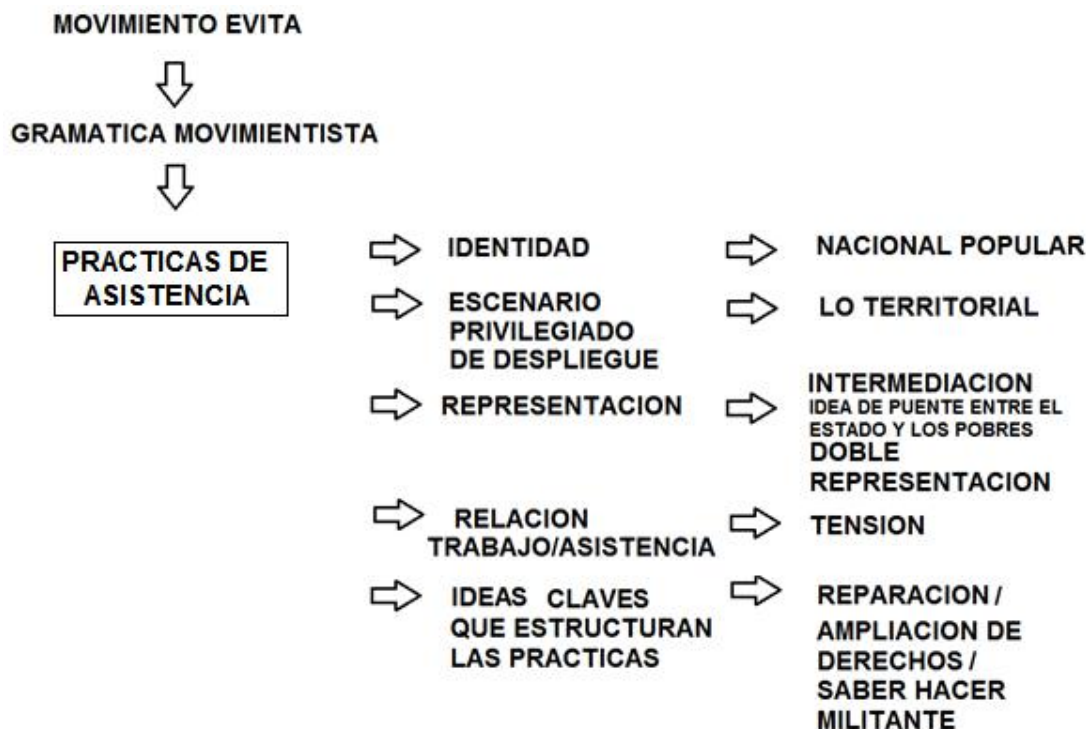 MOVIMIENTO EVITA
GRAMATICA MOVIMIENTISTA
PRACTICAS DE
ASISTENCIA
IDENTIDAD
NACIONAL POPULAR
ESCENARIO
PRIVILEGIADO
DE DESPLIEGUE
LO TERRITORIAL
REPRESENTACION
INTERMEDIACION
IDEA DE PUENTE ENTRE EL
ESTADO Y LOS POBRES
DOBLE
REPRESENTACION
RELACION
TRABAJO/ASISTENCIA
TENSION
IDEAS CLAVES
QUE ESTRUCTURAN
LAS PRACTICAS
REPARACION /
AMPLIACION DE
DERECHOS /
SABER HACER
MILITANTE